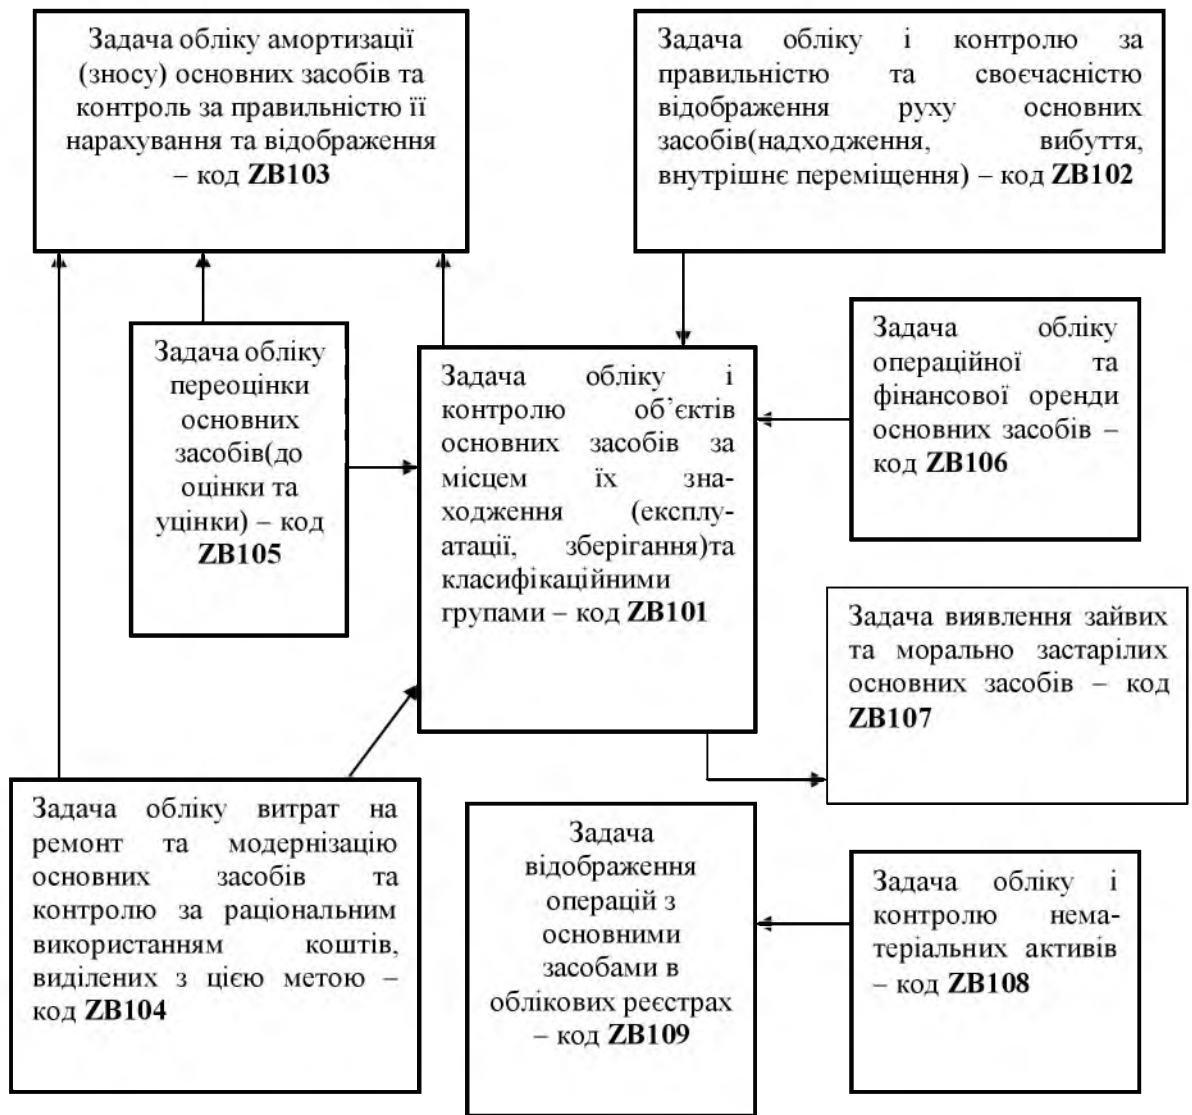 Задача обліку амортизації
(зносу) основних засобів та
контроль за правильністю її
нарахування та відображення
– код ZB103
Задача обліку і контролю за
правильністю та своєчасністю
відображення руху основних
засобів(надходження, вибуття,
внутрішнє переміщення) – код ZB102
Задача обліку
переоцінки
основних
засобів(до
оцінки та
уцінки) – код
ZB105
Задача обліку і
контролю об’єктів
основних засобів за
місцем їх зна-
ходження (експлу-
атації, зберігання)та
класифікаційними
групами – код ZB101
Задача обліку
операційної та
фінансової оренди
основних засобів –
код ZB106
Задача виявлення зайвих
та морально застарілих
основних засобів – код
ZB107
Задача обліку витрат на
ремонт та модернізацію
основних засобів та
контролю за раціональним
використанням коштів,
виділених з цією метою –
код ZB104
Задача
відображення
операцій з
основними
засобами в
облікових реєстрах
– код ZB109
Задача обліку і
контролю нема-
теріальних активів
– код ZB108